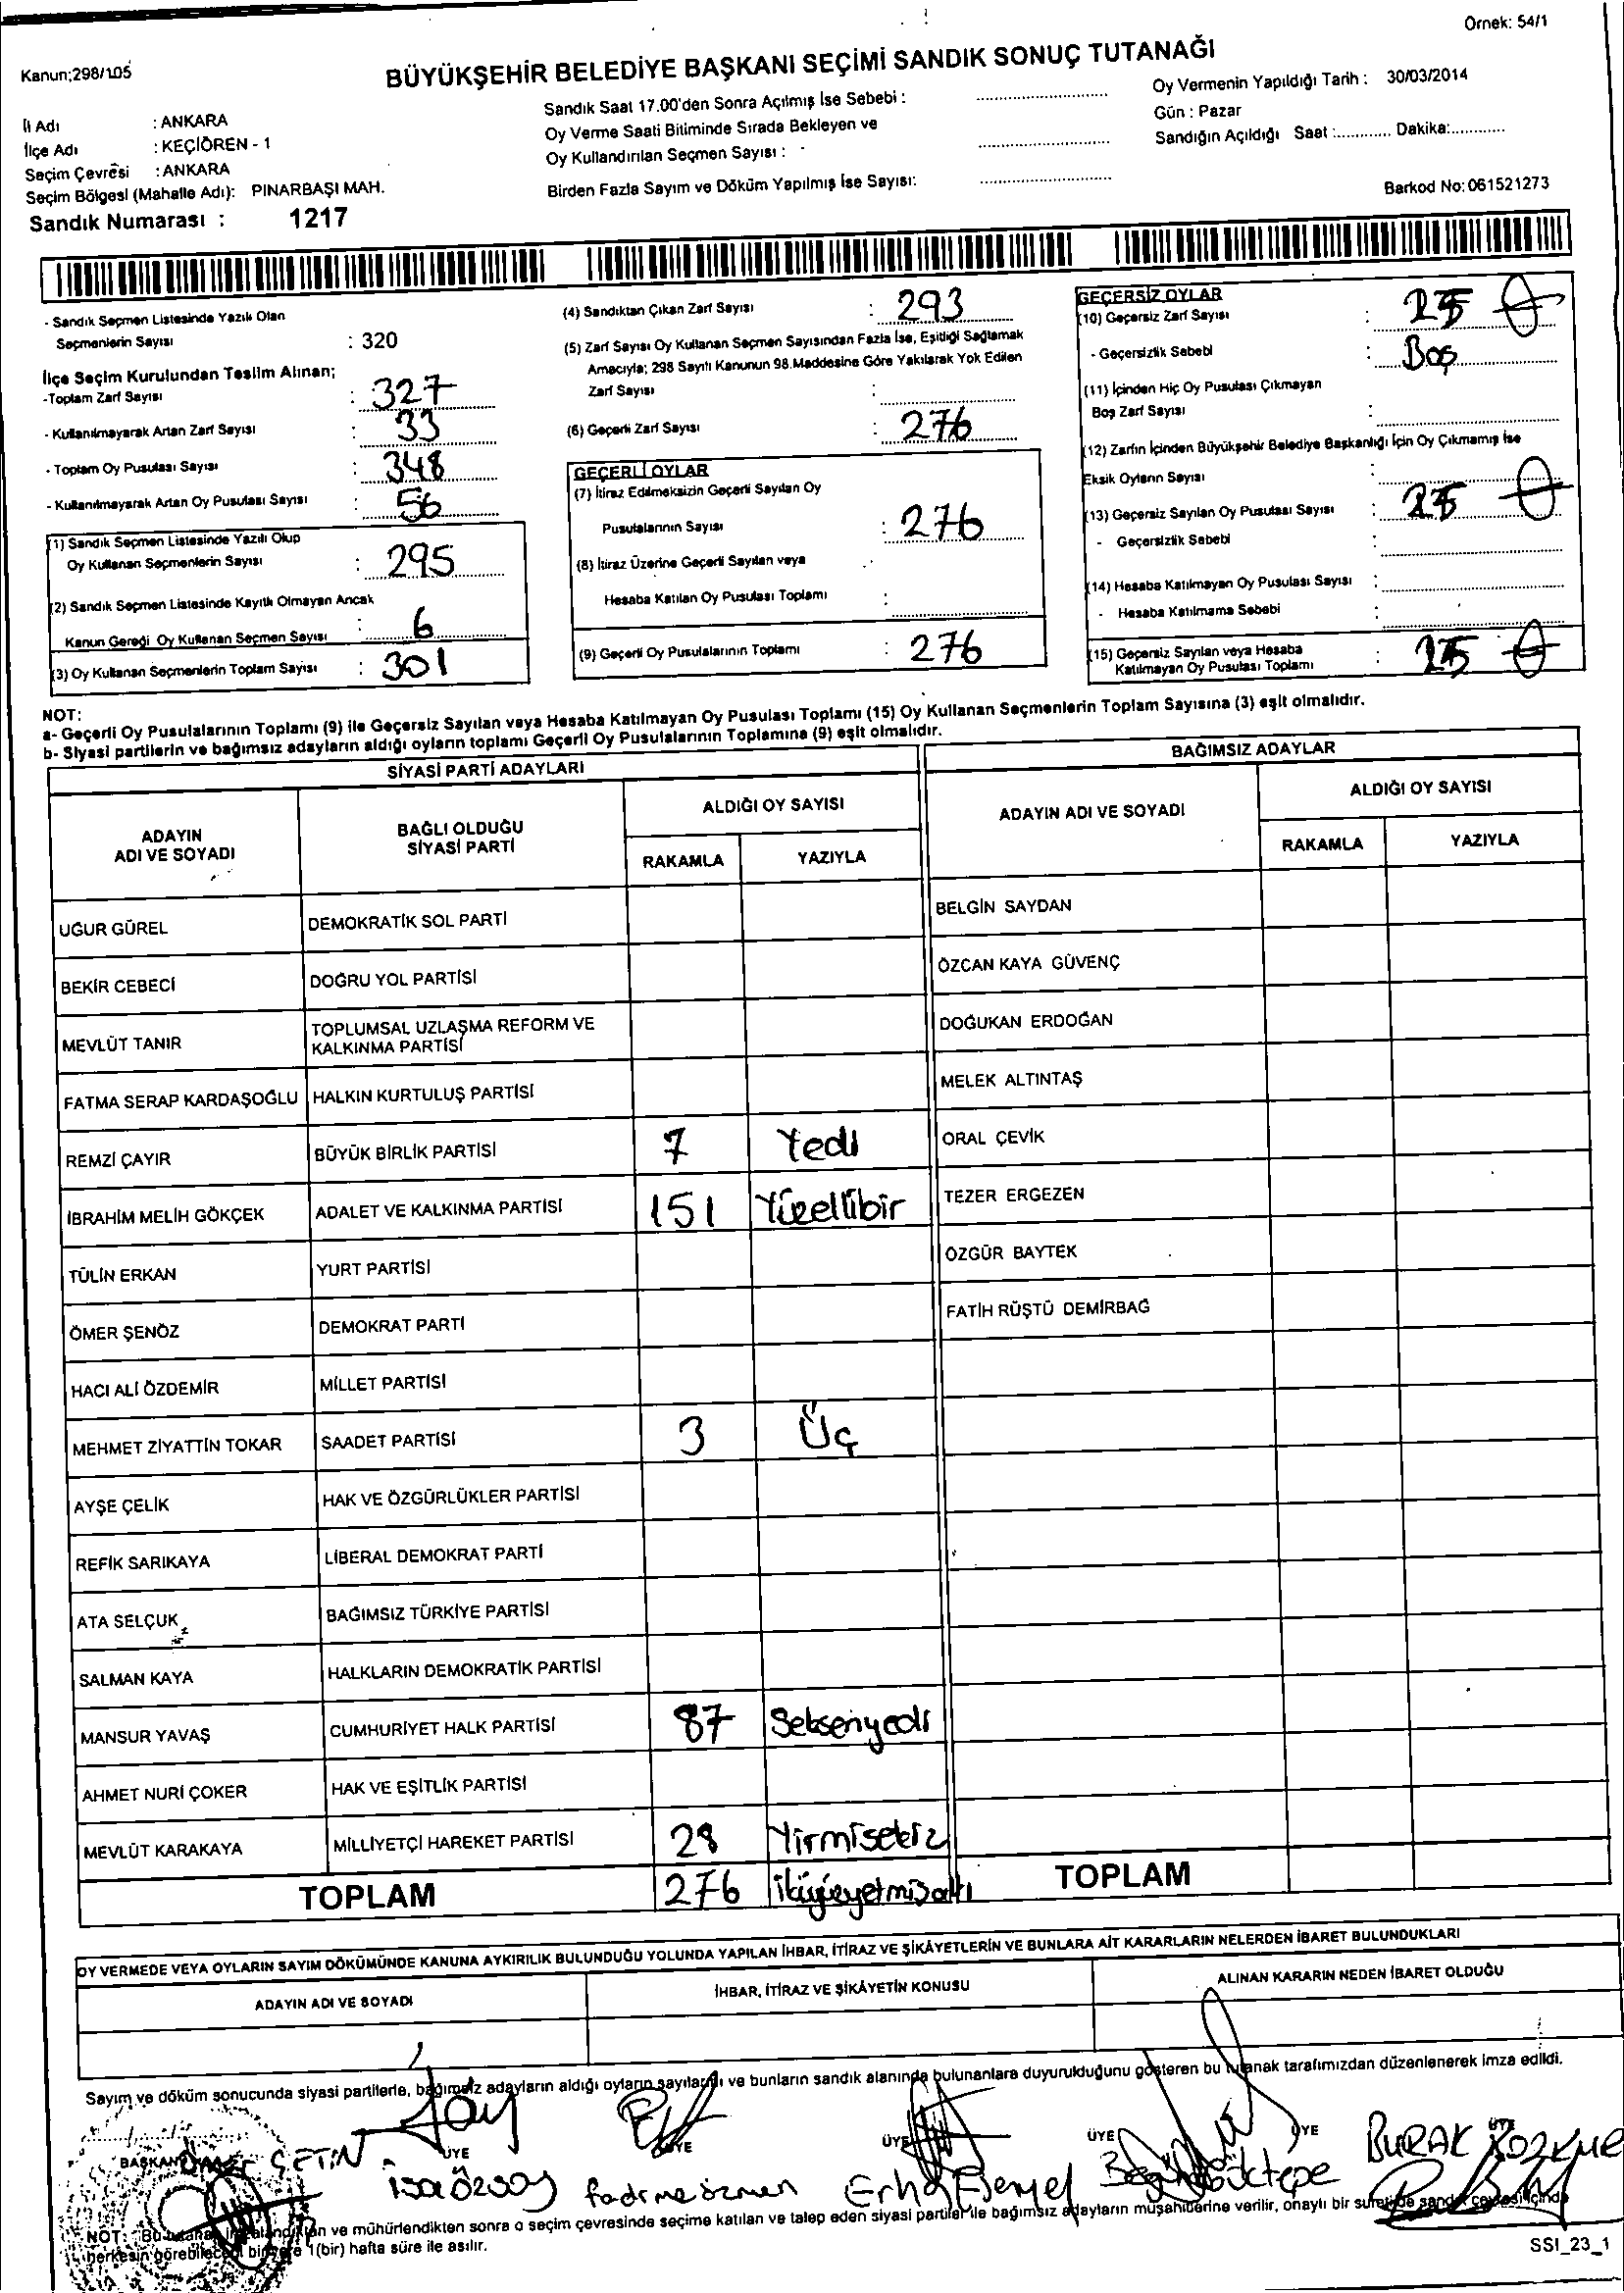 Örnek: 54/1
Kanun;298/105
BÜYÜKŞEHİR BELEDİYE BAŞKANI SEÇİMİ SANDIK SONUÇ TUTANAĞI
İl Adı : ANKARA
İlçe Adı : KEÇİÖREN - 1
Seçim Çevresi : ANKARA
Seçim Bölgesi (Mahalle Adı): PINARBAŞI MAH.
Sandık Numarası : 1217
Sandık Saat 17.00'den Sonra Açılmış İse Sebebi : ..............................
Oy Verme Saati Bitiminde Sırada Bekleyen ve
Oy Kullandırılan Seçmen Sayısı : ..............................
Birden Fazla Sayım ve Döküm Yapılmış İse Sayısı: ..............................
Oy Vermenin Yapıldığı Tarih : 30/03/2014
Gün : Pazar
Sandığın Açıldığı Saat :............ Dakika:............
Barkod No: 061521273
- Sandık Seçmen Listesinde Yazılı Olan
Seçmenlerin Sayısı : 320
İlçe Seçim Kurulundan Teslim Alınan;
-Toplam Zarf Sayısı : 327
- Kullanılmayarak Artan Zarf Sayısı : 33
- Toplam Oy Pusulası Sayısı : 348
- Kullanılmayarak Artan Oy Pusulası Sayısı : 56
(1) Sandık Seçmen Listesinde Yazılı Olup
Oy Kullanan Seçmenlerin Sayısı : 295
(2) Sandık Seçmen Listesinde Kayıtlı Olmayan Ancak
Kanun Gereği Oy Kullanan Seçmen Sayısı : 6
(3) Oy Kullanan Seçmenlerin Toplam Sayısı : 301
(4) Sandıktan Çıkan Zarf Sayısı : 293
(5) Zarf Sayısı Oy Kullanan Seçmen Sayısından Fazla İse, Eşitliği Sağlamak
Amacıyla; 298 Sayılı Kanunun 98.Maddesine Göre Yakılarak Yok Edilen
Zarf Sayısı :
(6) Geçerli Zarf Sayısı : 276
GEÇERLİ OYLAR
(7) İtiraz Edilmeksizin Geçerli Sayılan Oy
Pusulalarının Sayısı : 276
(8) İtiraz Üzerine Geçerli Sayılan veya
Hesaba Katılan Oy Pusulası Toplamı :
(9) Geçerli Oy Pusulalarının Toplamı : 276
GEÇERSİZ OYLAR
(10) Geçersiz Zarf Sayısı :
- Geçersizlik Sebebi : Boş
(11) İçinden Hiç Oy Pusulası Çıkmayan
Boş Zarf Sayısı :
(12) Zarfın İçinden Büyükşehir Belediye Başkanlığı İçin Oy Çıkmamış İse
Eksik Oyların Sayısı :
(13) Geçersiz Sayılan Oy Pusulası Sayısı :
- Geçersizlik Sebebi :
(14) Hesaba Katılmayan Oy Pusulası Sayısı :
- Hesaba Katılmama Sebebi :
(15) Geçersiz Sayılan veya Hesaba
Katılmayan Oy Pusulası Toplamı :
NOT:
a- Geçerli Oy Pusulalarının Toplamı (9) ile Geçersiz Sayılan veya Hesaba Katılmayan Oy Pusulası Toplamı (15) Oy Kullanan Seçmenlerin Toplam Sayısına (3) eşit olmalıdır.
b- Siyasi partilerin ve bağımsız adayların aldığı oyların toplamı Geçerli Oy Pusulalarının Toplamına (9) eşit olmalıdır.
SİYASİ PARTİ ADAYLARI
ADAYIN ADI VE SOYADI BAĞLI OLDUĞU SİYASİ PARTİ ALDIĞI OY SAYISI
RAKAMLA YAZIYLA
UĞUR GÜREL DEMOKRATİK SOL PARTİ
BEKİR CEBECİ DOĞRU YOL PARTİSİ
MEVLÜT TANIR TOPLUMSAL UZLAŞMA REFORM VE KALKINMA PARTİSİ
FATMA SERAP KARDAŞOĞLU HALKIN KURTULUŞ PARTİSİ
REMZİ ÇAYIR BÜYÜK BİRLİK PARTİSİ 7 Yedi
İBRAHİM MELİH GÖKÇEK ADALET VE KALKINMA PARTİSİ 151 Yüzellibir
TÜLİN ERKAN YURT PARTİSİ
ÖMER ŞENÖZ DEMOKRAT PARTİ
HACI ALİ ÖZDEMİR MİLLET PARTİSİ
MEHMET ZİYATTİN TOKAR SAADET PARTİSİ 3 Üç
AYŞE ÇELİK HAK VE ÖZGÜRLÜKLER PARTİSİ
REFİK SARIKAYA LİBERAL DEMOKRAT PARTİ
ATA SELÇUK BAĞIMSIZ TÜRKİYE PARTİSİ
SALMAN KAYA HALKLARIN DEMOKRATİK PARTİSİ
MANSUR YAVAŞ CUMHURİYET HALK PARTİSİ 87 Seksenyedi
AHMET NURİ ÇOKER HAK VE EŞİTLİK PARTİSİ
MEVLÜT KARAKAYA MİLLİYETÇİ HAREKET PARTİSİ 28 Yirmisekiz
TOPLAM 276 ikiyüzyetmişaltı
BAĞIMSIZ ADAYLAR
ADAYIN ADI VE SOYADI ALDIĞI OY SAYISI
RAKAMLA YAZIYLA
BELGİN SAYDAN
ÖZCAN KAYA GÜVENÇ
DOĞUKAN ERDOĞAN
MELEK ALTINTAŞ
ORAL ÇEVİK
TEZER ERGEZEN
ÖZGÜR BAYTEK
FATİH RÜŞTÜ DEMİRBAĞ
TOPLAM
OY VERMEDE VEYA OYLARIN SAYIM DÖKÜMÜNDE KANUNA AYKIRILIK BULUNDUĞU YOLUNDA YAPILAN İHBAR, İTİRAZ VE ŞİKÂYETLERİN VE BUNLARA AİT KARARLARIN NELERDEN İBARET BULUNDUKLARI
ADAYIN ADI VE SOYADI İHBAR, İTİRAZ VE ŞİKÂYETİN KONUSU ALINAN KARARIN NEDEN İBARET OLDUĞU
Sayım ve döküm sonucunda siyasi partilerle, bağımsız adayların aldığı oyların sayılarını ve bunların sandık alanında bulunanlara duyurukduğunu gösteren bu tutanak tarafımızdan düzenlenerek imza edildi.
BAŞKAN ÜYE ÜYE ÜYE ÜYE ÜYE ÜYE
ÇETİN İsa Özsoy fadime özmen Erhan BURAK
NOT: Bu tutanak imzalandıktan ve mühürlendikten sonra o seçim çevresinde seçime katılan ve talep eden siyasi partiler ile bağımsız adayların müşahitlerine verilir, onaylı bir sureti de sandık çevresi içinde
herkesin görebileceği bir yere 1(bir) hafta süre ile asılır.
SSI_23_1